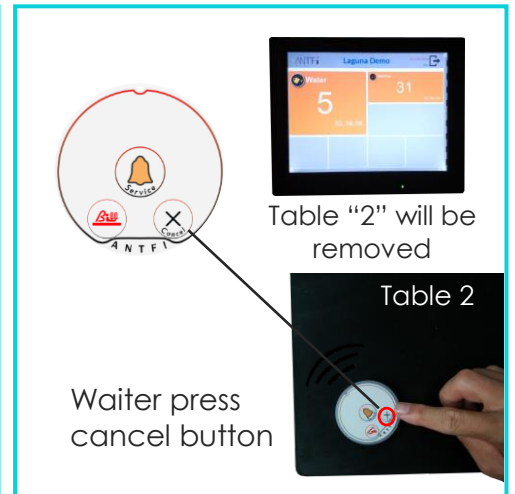 ANTFi
Laguna Demo
Water
5
31
Service
Bill
Cancel
ANTFi
Table “2” will be
removed
Table 2
Waiter press
cancel button